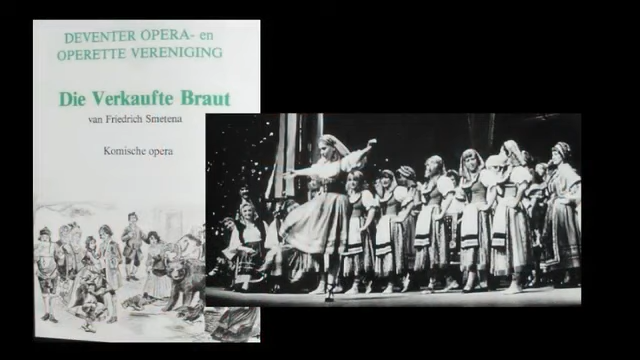 DEVENTER OPERA- en
OPERETTE VERENIGING
Die Verkaufte Braut
van Friedrich Smetena
Komische opera